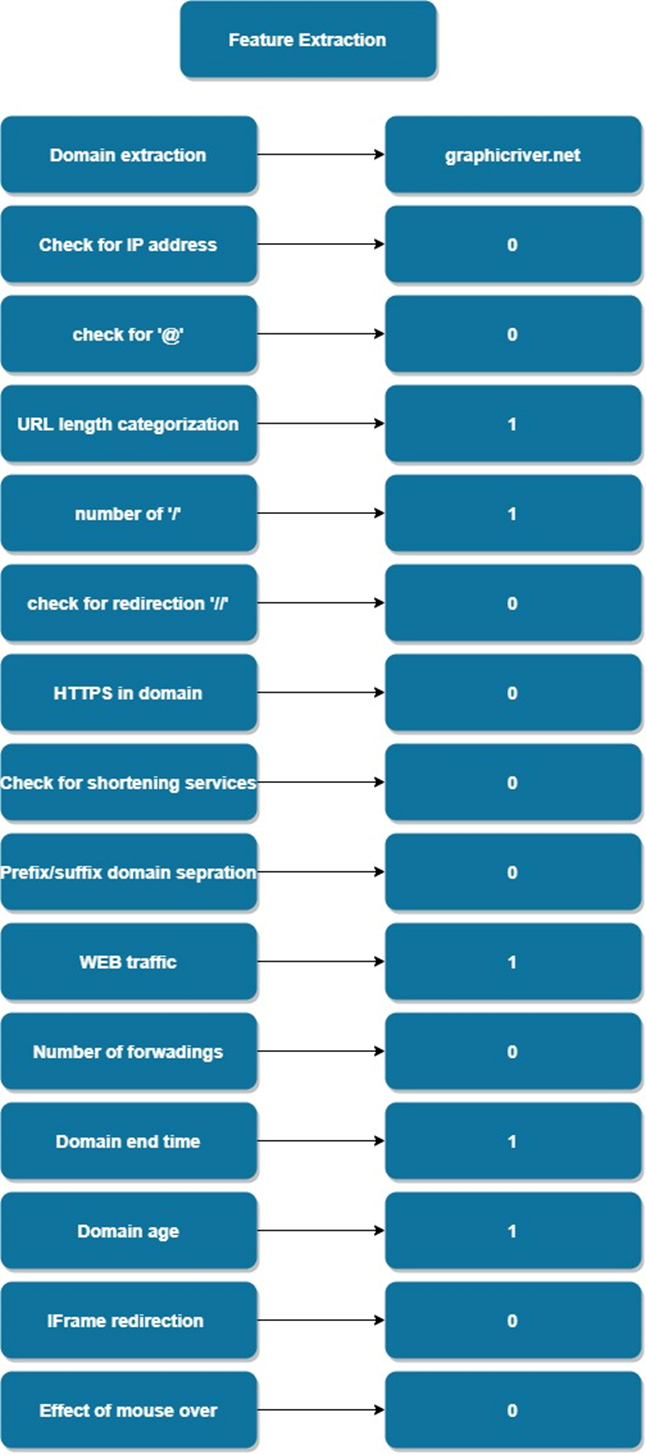 Feature Extraction
Domain extraction
graphicriver.net
Check for IP address
0
check for '@'
0
URL length categorization
1
number of '/'
1
check for redirection '//'
0
HTTPS in domain
0
Check for shortening services
0
Prefix/suffix domain sepration
0
WEB traffic
1
Number of forwadings
0
Domain end time
1
Domain age
1
IFrame redirection
0
Effect of mouse over
0